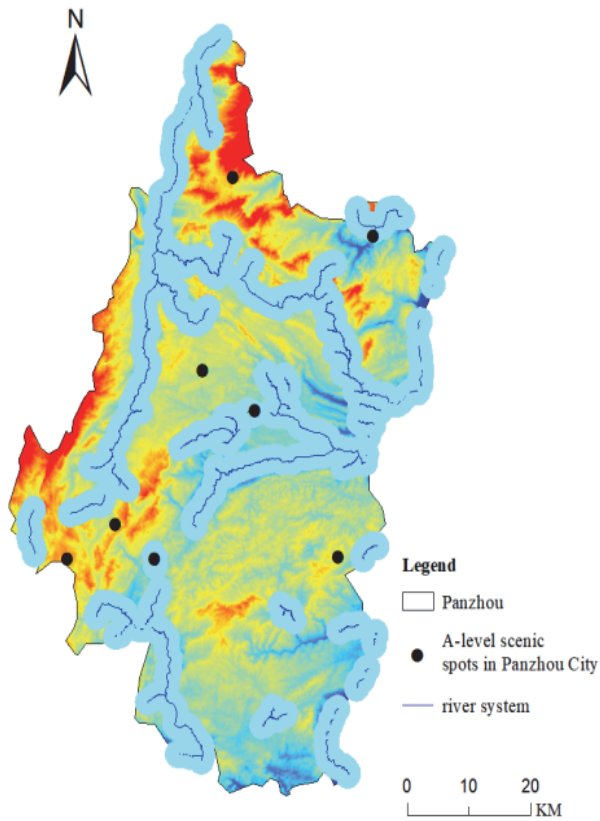 N
Legend
Panzhou
A-level scenic
spots in Panzhou City
river system
0 10 20
KM